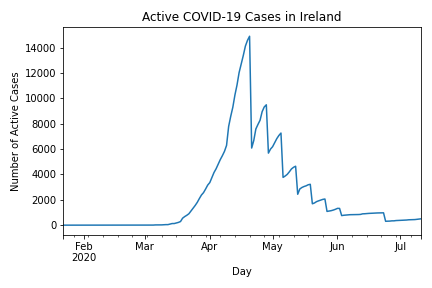 Active COVID-19 Cases in Ireland
Number of Active Cases
14000
12000
10000
8000
6000
4000
2000
0
Feb Mar Apr May Jun Jul
2020
Day